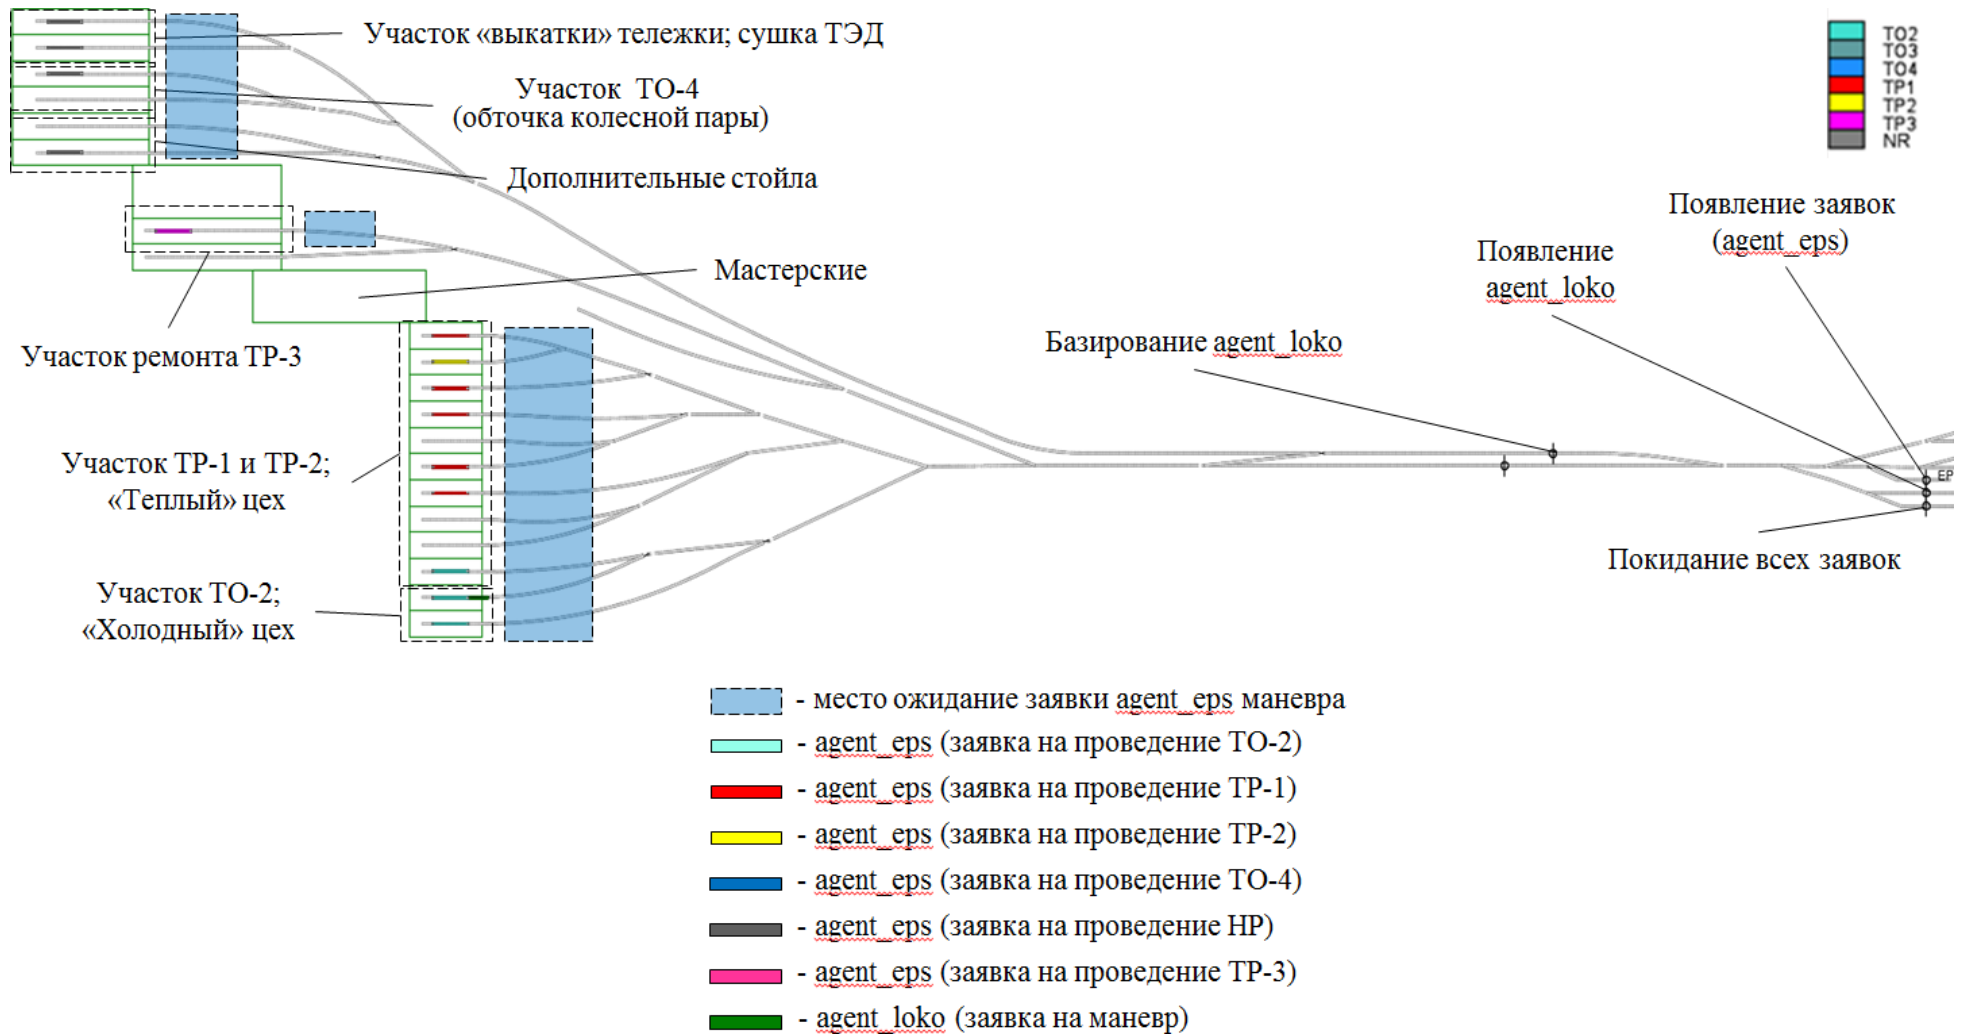 Участок «выкатки» тележки; сушка ТЭД
Участок ТО-4
(обточка колесной пары)
Дополнительные стойла
Мастерские
Участок ремонта ТР-3
Участок ТР-1 и ТР-2;
«Теплый» цех
Участок ТО-2;
«Холодный» цех
TO2
TO3
TO4
TP1
TP2
TP3
NR
Появление заявок
(agent_eps)
Появление
agent_loko
Базирование agent_loko
EP
Покидание всех заявок
- место ожидание заявки agent_eps маневра
- agent_eps (заявка на проведение ТО-2)
- agent_eps (заявка на проведение ТР-1)
- agent_eps (заявка на проведение ТР-2)
- agent_eps (заявка на проведение ТО-4)
- agent_eps (заявка на проведение НР)
- agent_eps (заявка на проведение ТР-3)
- agent_loko (заявка на маневр)